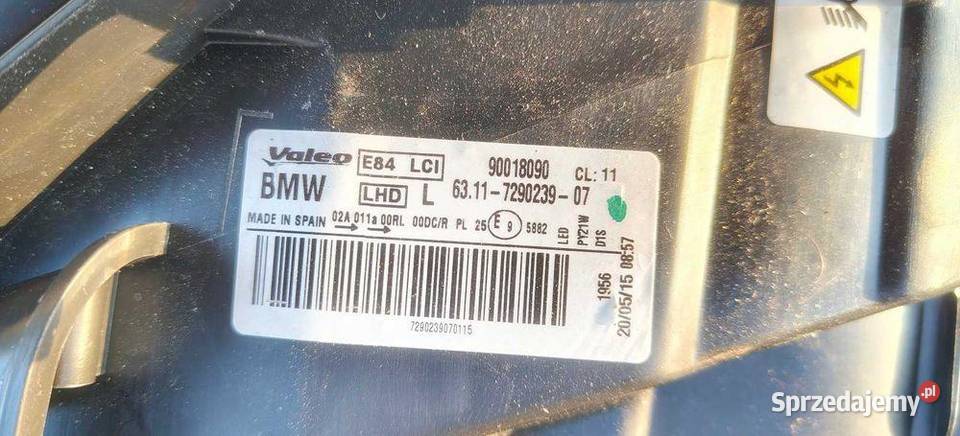 Valeo E84 LCI 90018090 CL: 11
BMW LHD L 63.11-7290239-07
MADE IN SPAIN 02A 011a 00RL 00DC/R PL 25 E 9 5882
LED
PY21W
D1S
1956
20/05/15 08:57
7290239070115
Sprzedajemy.pl